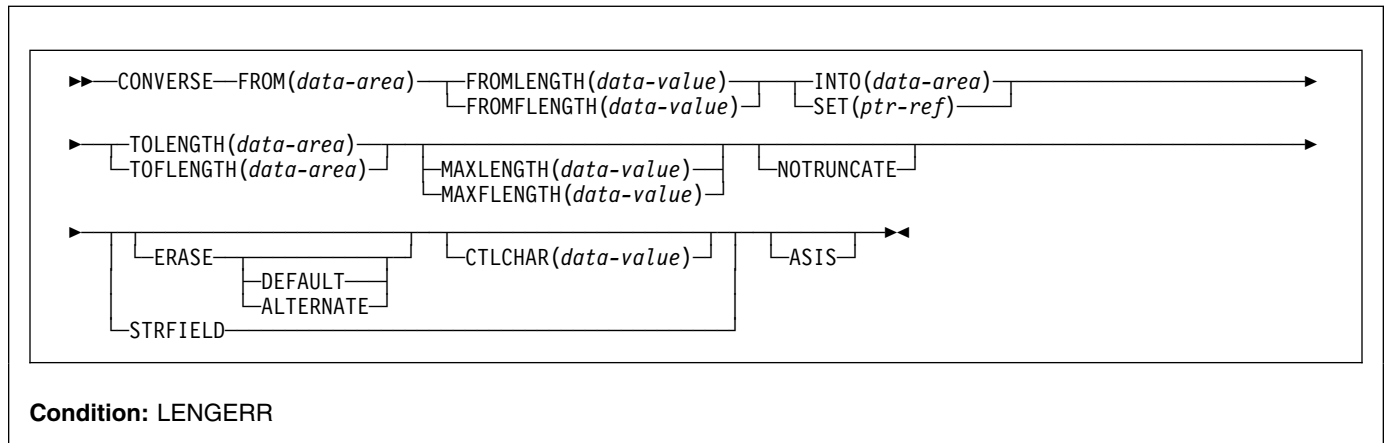 CONVERSE FROM(data-area) FROMLENGTH(data-value) INTO(data-area)
FROMFLENGTH(data-value) SET(ptr-ref)
TOLENGTH(data-area)
TOFLENGTH(data-area) MAXLENGTH(data-value) NOTRUNCATE
MAXFLENGTH(data-value)
ERASE CTLCHAR(data-value) ASIS
DEFAULT
ALTERNATE
STRFIELD
Condition: LENGERR